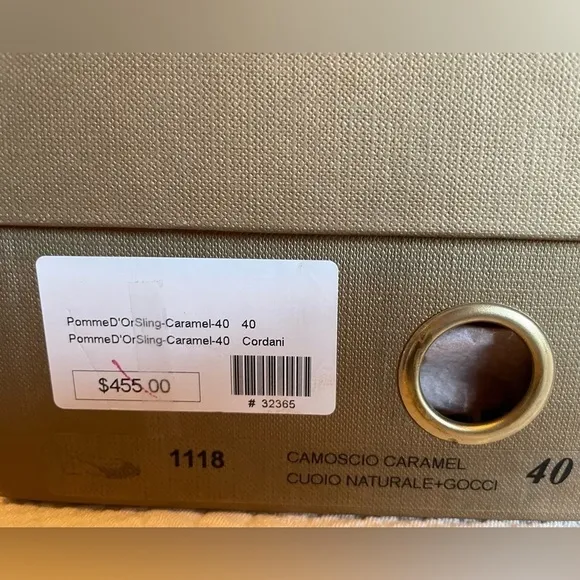 PommeD'OrSling-Caramel-40 40
PommeD'OrSling-Caramel-40 Cordani
$455.00
# 32365
1118
CAMOSCIO CARAMEL
CUOIO NATURALE+GOCCI
40